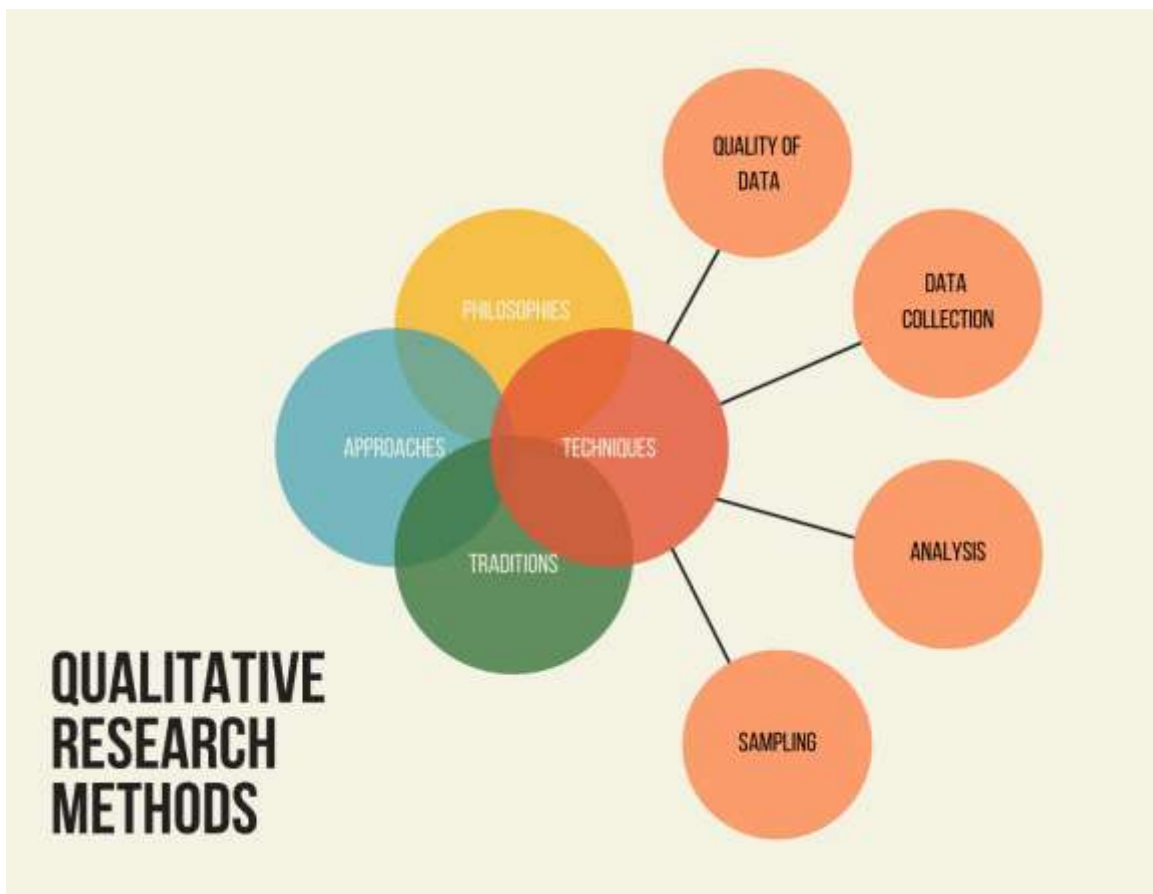 QUALITY OF
DATA
DATA
COLLECTION
PHILOSOPHIES
APPROACHES
TECHNIQUES
TRADITIONS
ANALYSIS
SAMPLING
QUALITATIVE
RESEARCH
METHODS